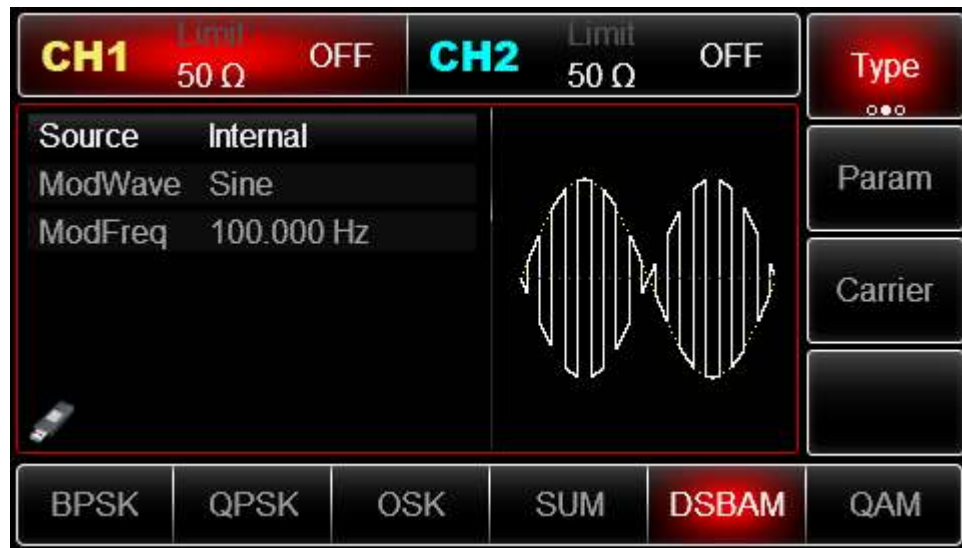 CH1 Limit 50 Ω OFF
CH2 Limit 50 Ω OFF
Type
Source Internal
ModWave Sine
ModFreq 100.000 Hz
Param
Carrier
BPSK QPSK OSK SUM DSBAM QAM